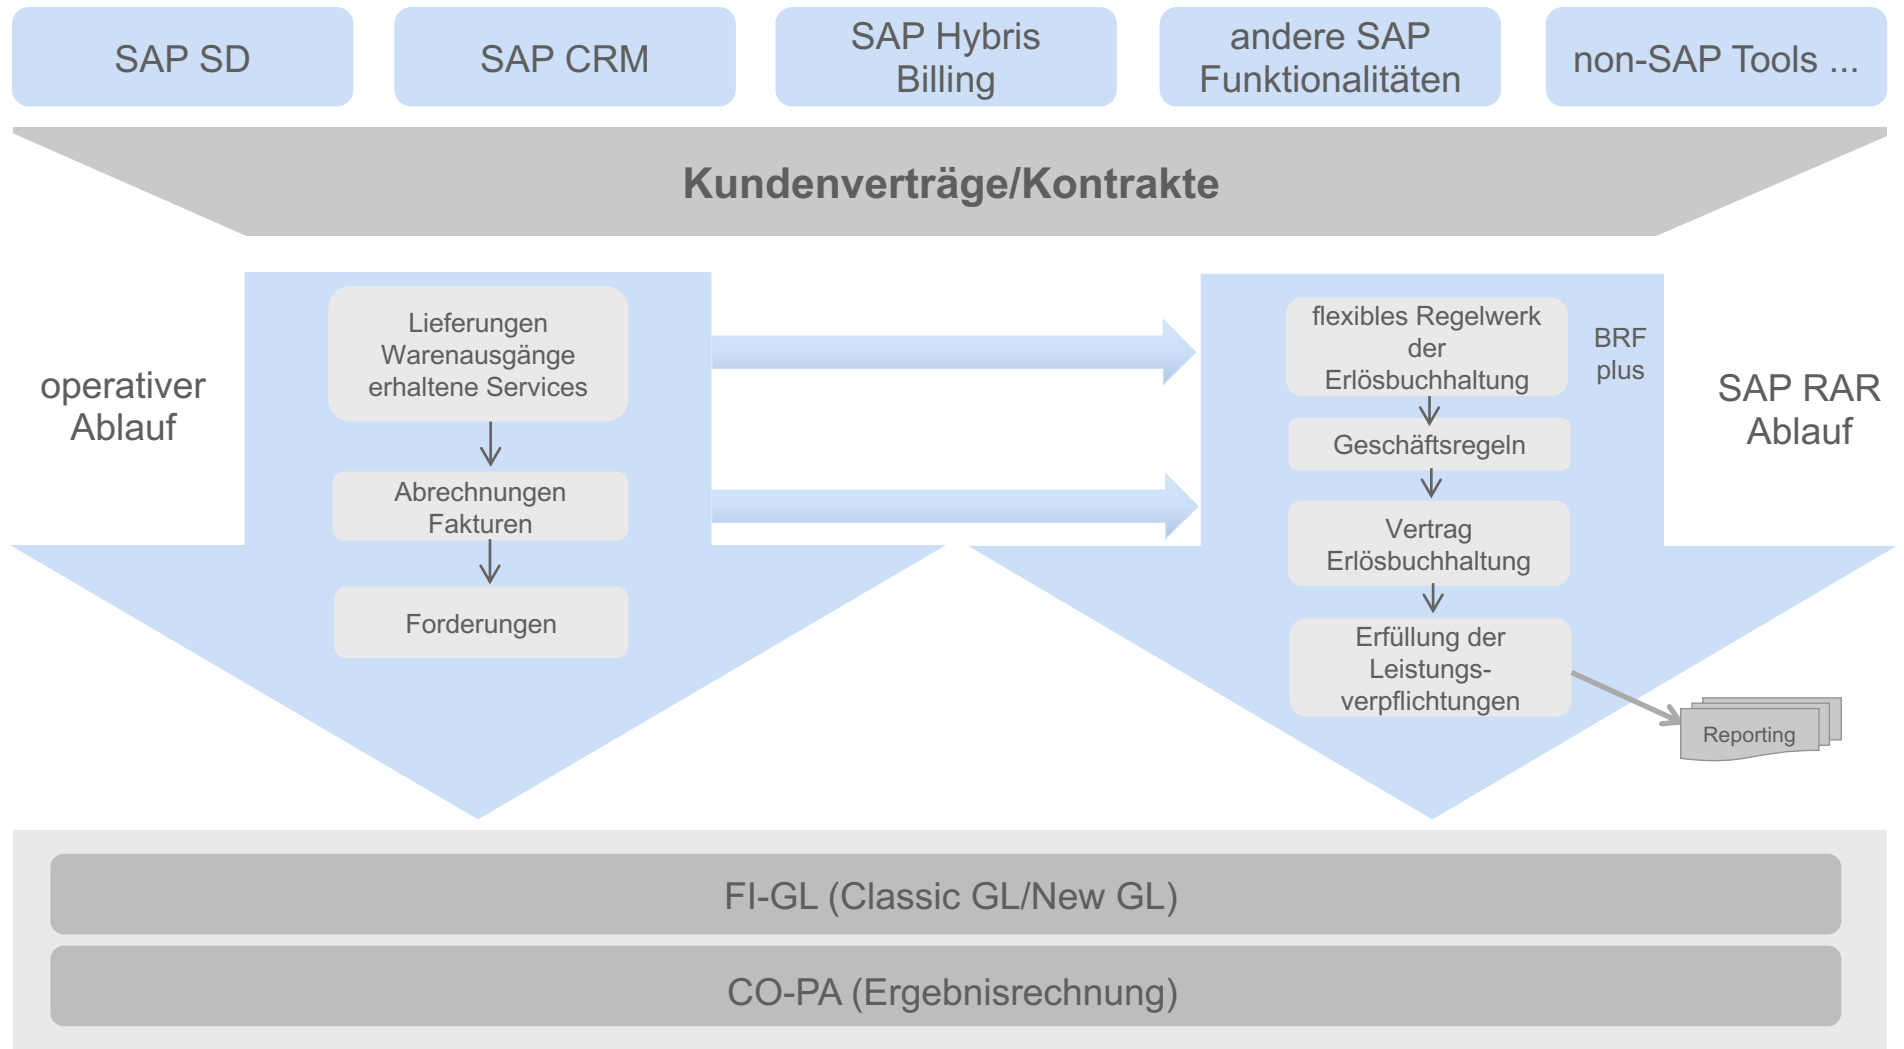 SAP SD
SAP CRM
SAP Hybris
Billing
andere SAP
Funktionalitäten
non-SAP Tools ...
Kundenverträge/Kontrakte
operativer
Ablauf
Lieferungen
Warenausgänge
erhaltene Services
Abrechnungen
Fakturen
Forderungen
flexibles Regelwerk
der
Erlösbuchhaltung
BRF
plus
Geschäftsregeln
Vertrag
Erlösbuchhaltung
Erfüllung der
Leistungs-
verpflichtungen
SAP RAR
Ablauf
Reporting
FI-GL (Classic GL/New GL)
CO-PA (Ergebnisrechnung)